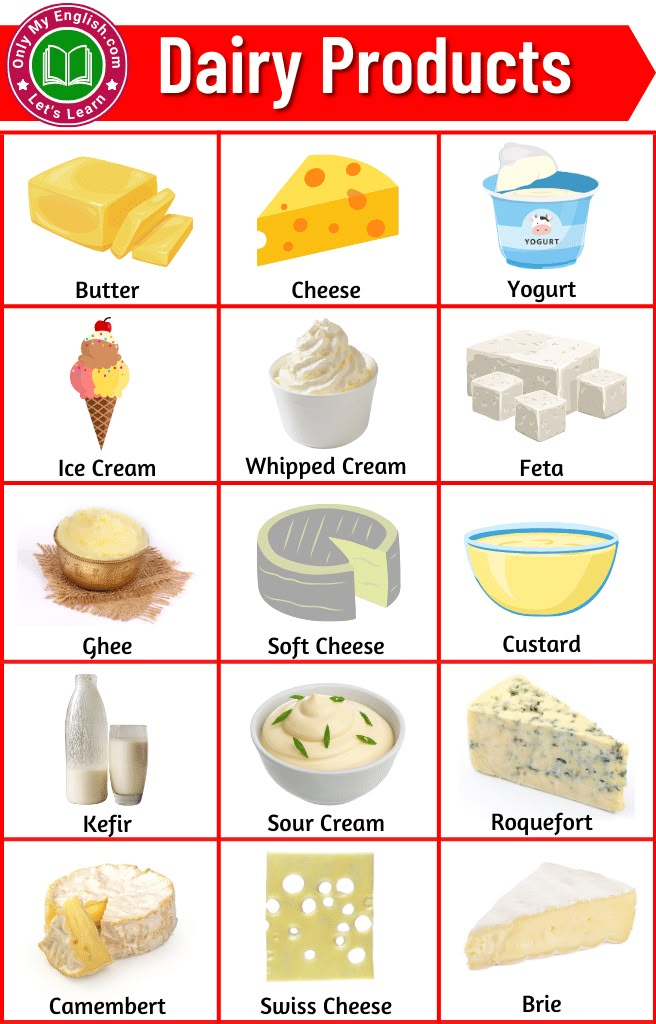 Only My English.com
Let's Learn
Dairy Products
Butter
Cheese
YOGURT
Yogurt
Ice Cream
Whipped Cream
Feta
Ghee
Soft Cheese
Custard
Kefir
Sour Cream
Roquefort
Camembert
Swiss Cheese
Brie